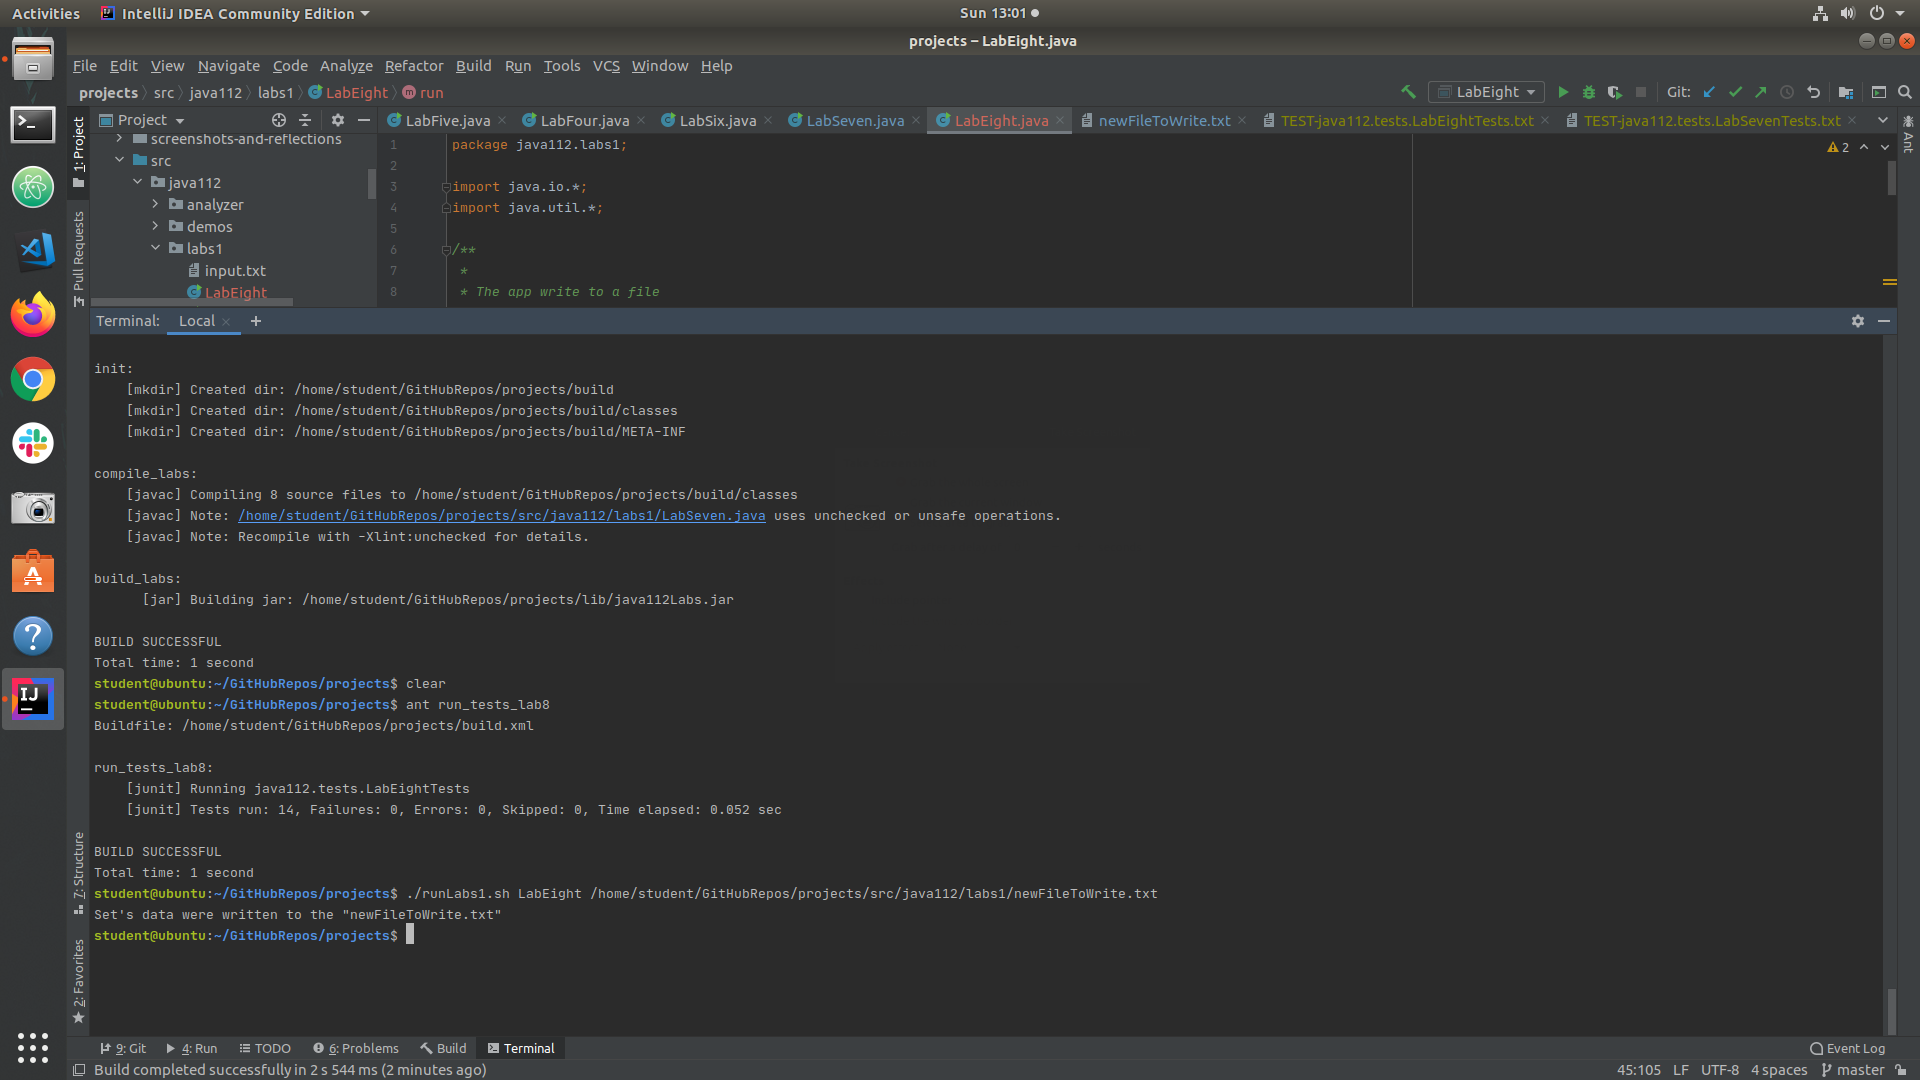 Activities IntelliJ IDEA Community Edition Sun 13:01
projects – LabEight.java
File Edit View Navigate Code Analyze Refactor Build Run Tools VCS Window Help
projects src java112 labs1 LabEight run LabEight Git:
1: Project
Pull Requests
7: Structure
2: Favorites
Ant
Project
screenshots-and-reflections
src
java112
analyzer
demos
labs1
input.txt
LabEight
LabFive.java LabFour.java LabSix.java LabSeven.java LabEight.java newFileToWrite.txt TEST-java112.tests.LabEightTests.txt TEST-java112.tests.LabSevenTests.txt
2
1 package java112.labs1;
2
3 import java.io.*;
4 import java.util.*;
5
6 /**
7 *
8 * The app write to a file
Terminal: Local +
init:
[mkdir] Created dir: /home/student/GitHubRepos/projects/build
[mkdir] Created dir: /home/student/GitHubRepos/projects/build/classes
[mkdir] Created dir: /home/student/GitHubRepos/projects/build/META-INF
compile_labs:
[javac] Compiling 8 source files to /home/student/GitHubRepos/projects/build/classes
[javac] Note: /home/student/GitHubRepos/projects/src/java112/labs1/LabSeven.java uses unchecked or unsafe operations.
[javac] Note: Recompile with -Xlint:unchecked for details.
build_labs:
[jar] Building jar: /home/student/GitHubRepos/projects/lib/java112Labs.jar
BUILD SUCCESSFUL
Total time: 1 second
student@ubuntu:~/GitHubRepos/projects$ clear
student@ubuntu:~/GitHubRepos/projects$ ant run_tests_lab8
Buildfile: /home/student/GitHubRepos/projects/build.xml
run_tests_lab8:
[junit] Running java112.tests.LabEightTests
[junit] Tests run: 14, Failures: 0, Errors: 0, Skipped: 0, Time elapsed: 0.052 sec
BUILD SUCCESSFUL
Total time: 1 second
student@ubuntu:~/GitHubRepos/projects$ ./runLabs1.sh LabEight /home/student/GitHubRepos/projects/src/java112/labs1/newFileToWrite.txt
Set's data were written to the "newFileToWrite.txt"
student@ubuntu:~/GitHubRepos/projects$
9: Git 4: Run TODO 6: Problems Build Terminal Event Log
Build completed successfully in 2 s 544 ms (2 minutes ago) 45:105 LF UTF-8 4 spaces master